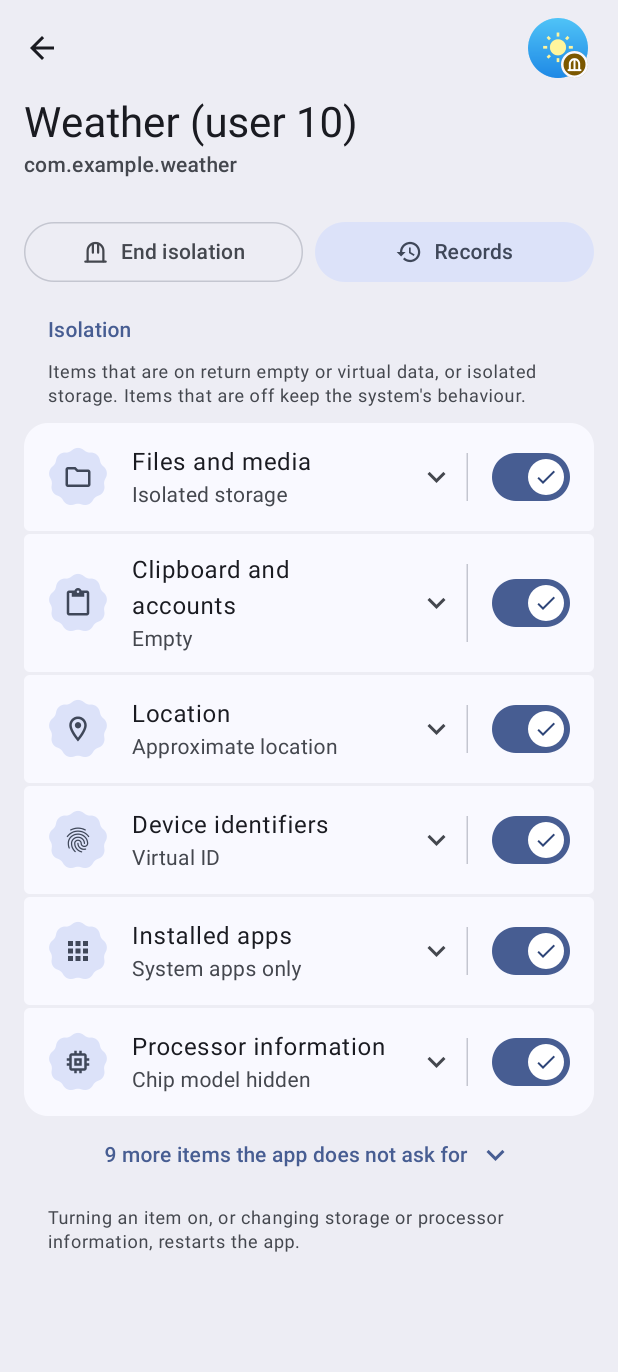 Weather (user 10)
com.example.weather
End isolation
Records
Isolation
Items that are on return empty or virtual data, or isolated
storage. Items that are off keep the system's behaviour.
Files and media
Isolated storage
Clipboard and
accounts
Empty
Location
Approximate location
Device identifiers
Virtual ID
Installed apps
System apps only
Processor information
Chip model hidden
9 more items the app does not ask for
Turning an item on, or changing storage or processor
information, restarts the app.